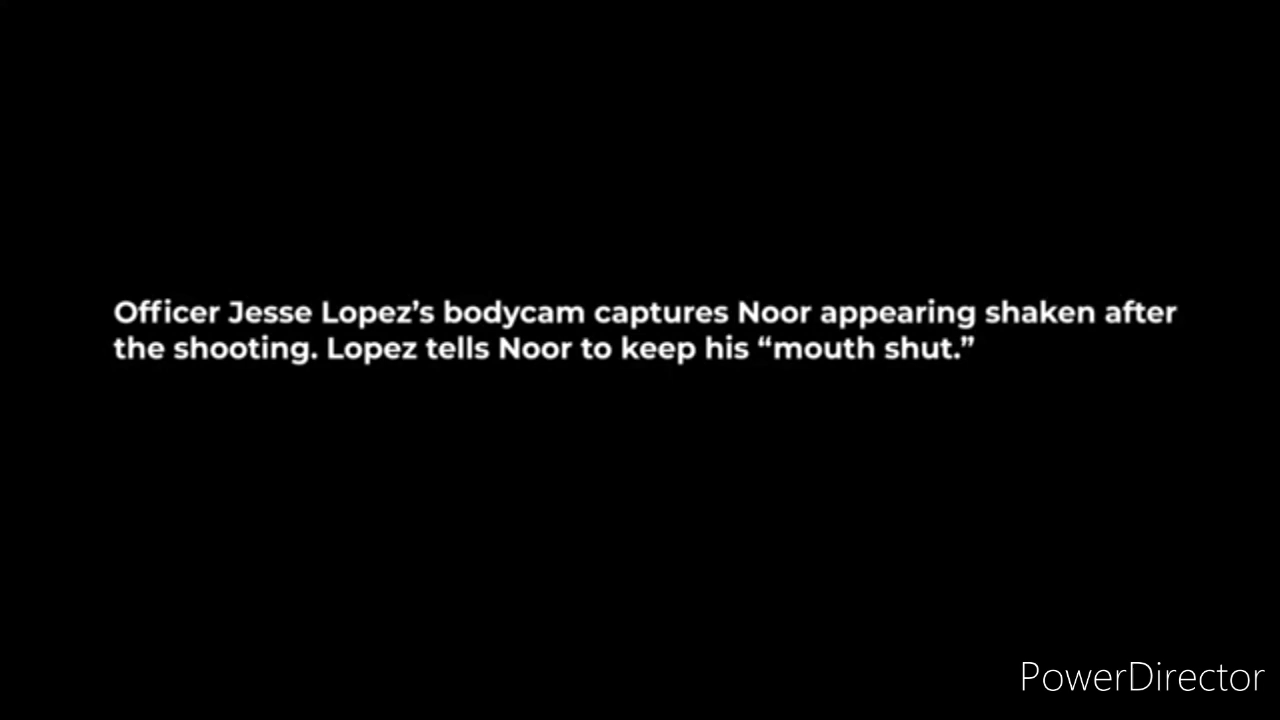 Officer Jesse Lopez’s bodycam captures Noor appearing shaken after
the shooting. Lopez tells Noor to keep his “mouth shut.”
PowerDirector